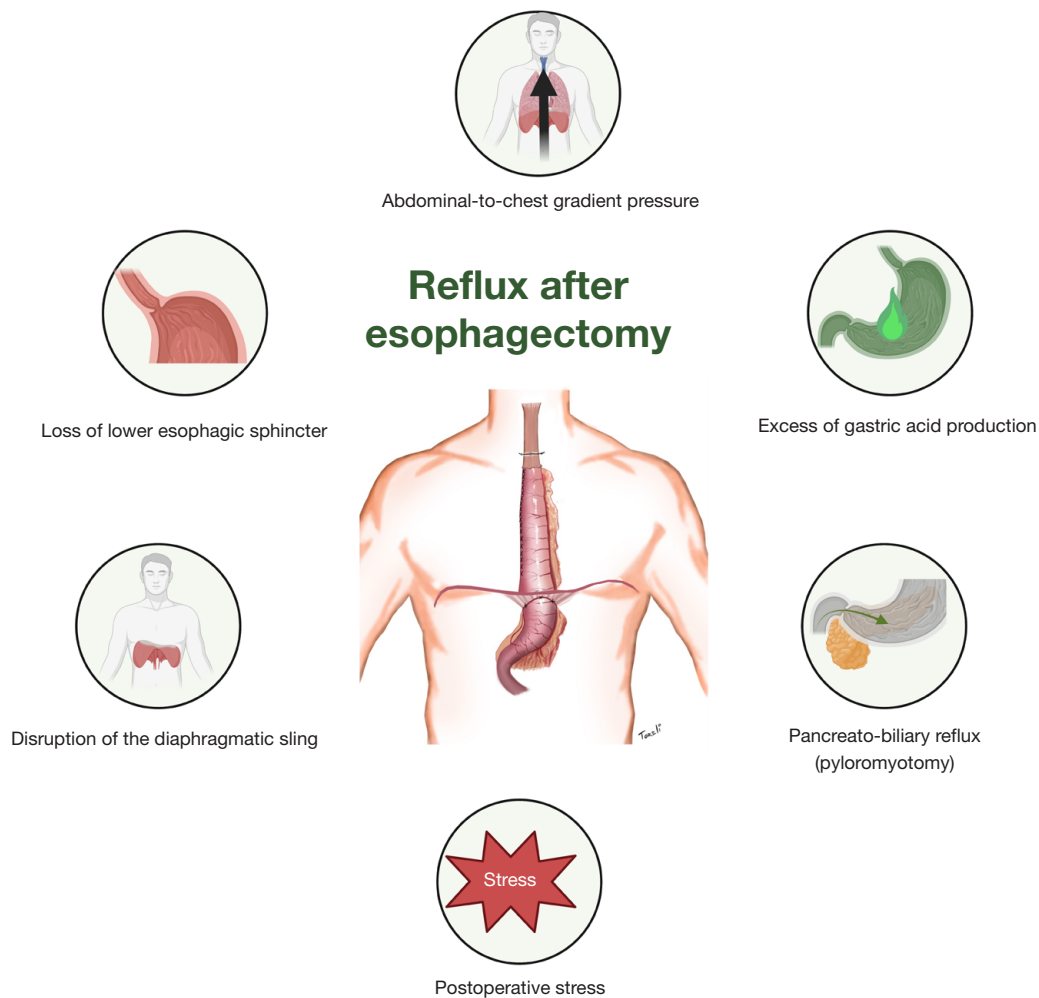 Abdominal-to-chest gradient pressure
Reflux after
esophagectomy
Loss of lower esophagic sphincter
Excess of gastric acid production
Disruption of the diaphragmatic sling
Pancreato-biliary reflux
(pyloromyotomy)
Stress
Postoperative stress